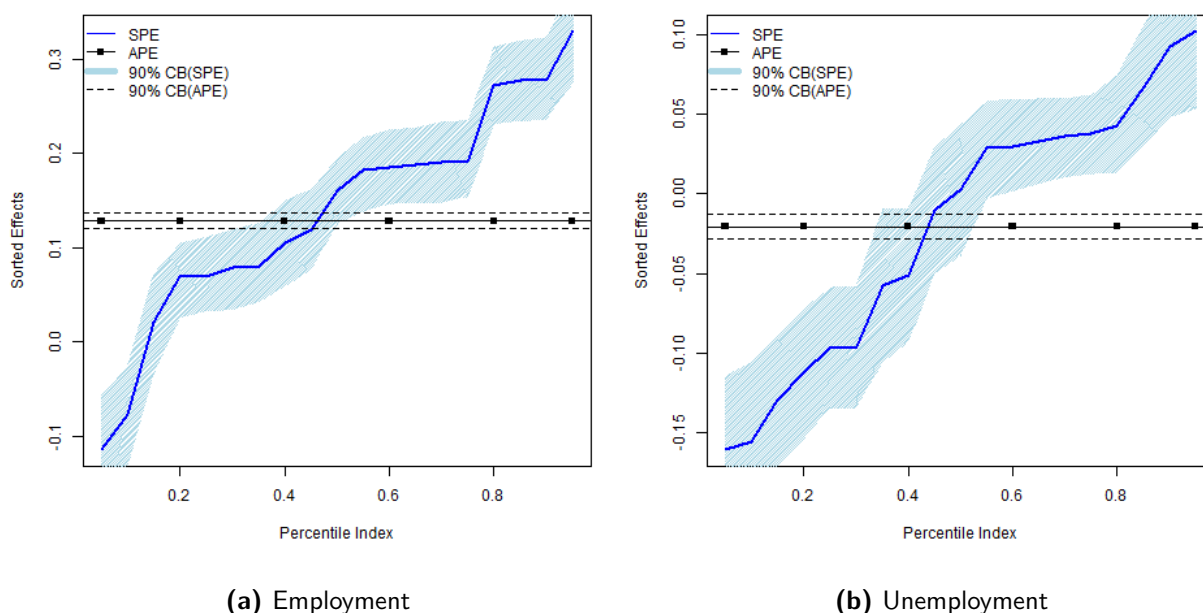 SPE
APE
90% CB(SPE)
90% CB(APE)
Sorted Effects
0.3
0.2
0.1
0.0
-0.1
0.2 0.4 0.6 0.8
Percentile Index
(a) Employment
SPE
APE
90% CB(SPE)
90% CB(APE)
Sorted Effects
0.10
0.05
0.00
-0.05
-0.10
-0.15
0.2 0.4 0.6 0.8
Percentile Index
(b) Unemployment